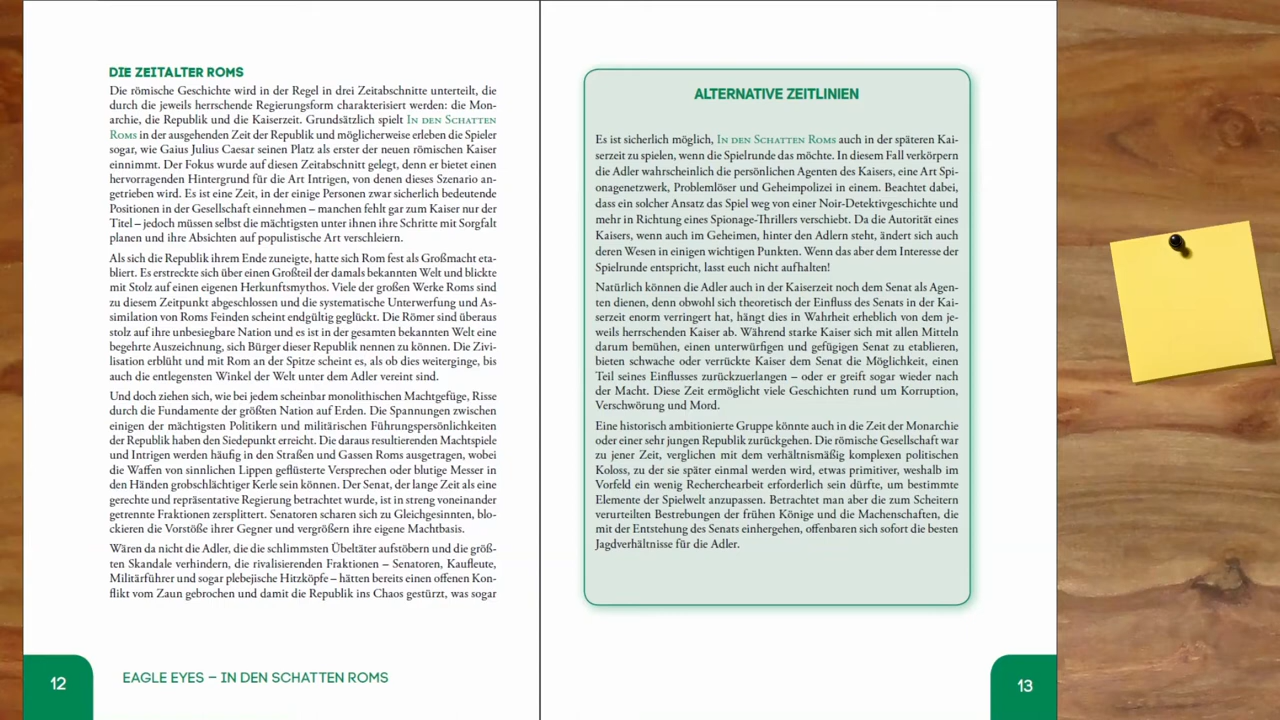 DIE ZEITALTER ROMS
Die römische Geschichte wird in der Regel in drei Zeitabschnitte unterteilt, die
durch die jeweils herrschende Regierungsform charakterisiert werden: die Mon-
archie, die Republik und die Kaiserzeit. Grundsätzlich spielt In den Schatten
Roms in der ausgehenden Zeit der Republik und möglicherweise erleben die Spieler
sogar, wie Gaius Julius Caesar seinen Platz als erster der neuen römischen Kaiser
einnimmt. Der Fokus wurde auf diesen Zeitabschnitt gelegt, denn er bietet einen
hervorragenden Hintergrund für die Art Intrigen, von denen dieses Szenario an-
getrieben wird. Es ist eine Zeit, in der einige Personen zwar sicherlich bedeutende
Positionen in der Gesellschaft einnehmen – manchen fehlt gar zum Kaiser nur der
Titel – jedoch müssen selbst die mächtigsten unter ihnen ihre Schritte mit Sorgfalt
planen und ihre Absichten auf populistische Art verschleiern.
Als sich die Republik ihrem Ende zuneigte, hatte sich Rom fest als Großmacht eta-
bliert. Es erstreckte sich über einen Großteil der damals bekannten Welt und blickte
mit Stolz auf einen eigenen Herkunftsmythos. Viele der großen Werke Roms sind
zu diesem Zeitpunkt abgeschlossen und die systematische Unterwerfung und As-
similation von Roms Feinden scheint endgültig geglückt. Die Römer sind überaus
stolz auf ihre unbesiegbare Nation und es ist in der gesamten bekannten Welt eine
begehrte Auszeichnung, sich Bürger dieser Republik nennen zu können. Die Zivi-
lisation erblüht und mit Rom an der Spitze scheint es, als ob dies weiterginge, bis
auch die entlegensten Winkel der Welt unter dem Adler vereint sind.
Und doch ziehen sich, wie bei jedem scheinbar monolithischen Machtgefüge, Risse
durch die Fundamente der größten Nation auf Erden. Die Spannungen zwischen
einigen der mächtigsten Politikern und militärischen Führungspersönlichkeiten
der Republik haben den Siedepunkt erreicht. Die daraus resultierenden Machtspiele
und Intrigen werden häufig in den Straßen und Gassen Roms ausgetragen, wobei
die Waffen von sinnlichen Lippen geflüsterte Versprechen oder blutige Messer in
den Händen grobschlächtiger Kerle sein können. Der Senat, der lange Zeit als eine
gerechte und repräsentative Regierung betrachtet wurde, ist in streng voneinander
getrennte Fraktionen zersplittert. Senatoren scharen sich zu Gleichgesinnten, blo-
ckieren die Vorstöße ihrer Gegner und vergrößern ihre eigene Machtbasis.
Wären da nicht die Adler, die die schlimmsten Übeltäter aufstöbern und die größ-
ten Skandale verhindern, die rivalisierenden Fraktionen – Senatoren, Kaufleute,
Militärführer und sogar plebejische Hitzköpfe – hätten bereits einen offenen Kon-
flikt vom Zaun gebrochen und damit die Republik ins Chaos gestürzt, was sogar
12
EAGLE EYES – IN DEN SCHATTEN ROMS
ALTERNATIVE ZEITLINIEN
Es ist sicherlich möglich, In den Schatten Roms auch in der späteren Kai-
serzeit zu spielen, wenn die Spielrunde das möchte. In diesem Fall verkörpern
die Adler wahrscheinlich die persönlichen Agenten des Kaisers, eine Art Spi-
onagenetzwerk, Problemlöser und Geheimpolizei in einem. Beachtet dabei,
dass ein solcher Ansatz das Spiel weg von einer Noir-Detektivgeschichte und
mehr in Richtung eines Spionage-Thrillers verschiebt. Da die Autorität eines
Kaisers, wenn auch im Geheimen, hinter den Adlern steht, ändert sich auch
deren Wesen in einigen wichtigen Punkten. Wenn das aber dem Interesse der
Spielrunde entspricht, lasst euch nicht aufhalten!
Natürlich können die Adler auch in der Kaiserzeit noch dem Senat als Agen-
ten dienen, denn obwohl sich theoretisch der Einfluss des Senats in der Kai-
serzeit enorm verringert hat, hängt dies in Wahrheit erheblich von dem je-
weils herrschenden Kaiser ab. Während starke Kaiser sich mit allen Mitteln
darum bemühen, einen unterwürfigen und gefügigen Senat zu etablieren,
bieten schwache oder verrückte Kaiser dem Senat die Möglichkeit, einen
Teil seines Einflusses zurückzuerlangen – oder er greift sogar wieder nach
der Macht. Diese Zeit ermöglicht viele Geschichten rund um Korruption,
Verschwörung und Mord.
Eine historisch ambitionierte Gruppe könnte auch in die Zeit der Monarchie
oder einer sehr jungen Republik zurückgehen. Die römische Gesellschaft war
zu jener Zeit, verglichen mit dem verhältnismäßig komplexen politischen
Koloss, zu der sie später einmal werden wird, etwas primitiver, weshalb im
Vorfeld ein wenig Recherchearbeit erforderlich sein dürfte, um bestimmte
Elemente der Spielwelt anzupassen. Betrachtet man aber die zum Scheitern
verurteilten Bestrebungen der frühen Könige und die Machenschaften, die
mit der Entstehung des Senats einhergehen, offenbaren sich sofort die besten
Jagdverhältnisse für die Adler.
13